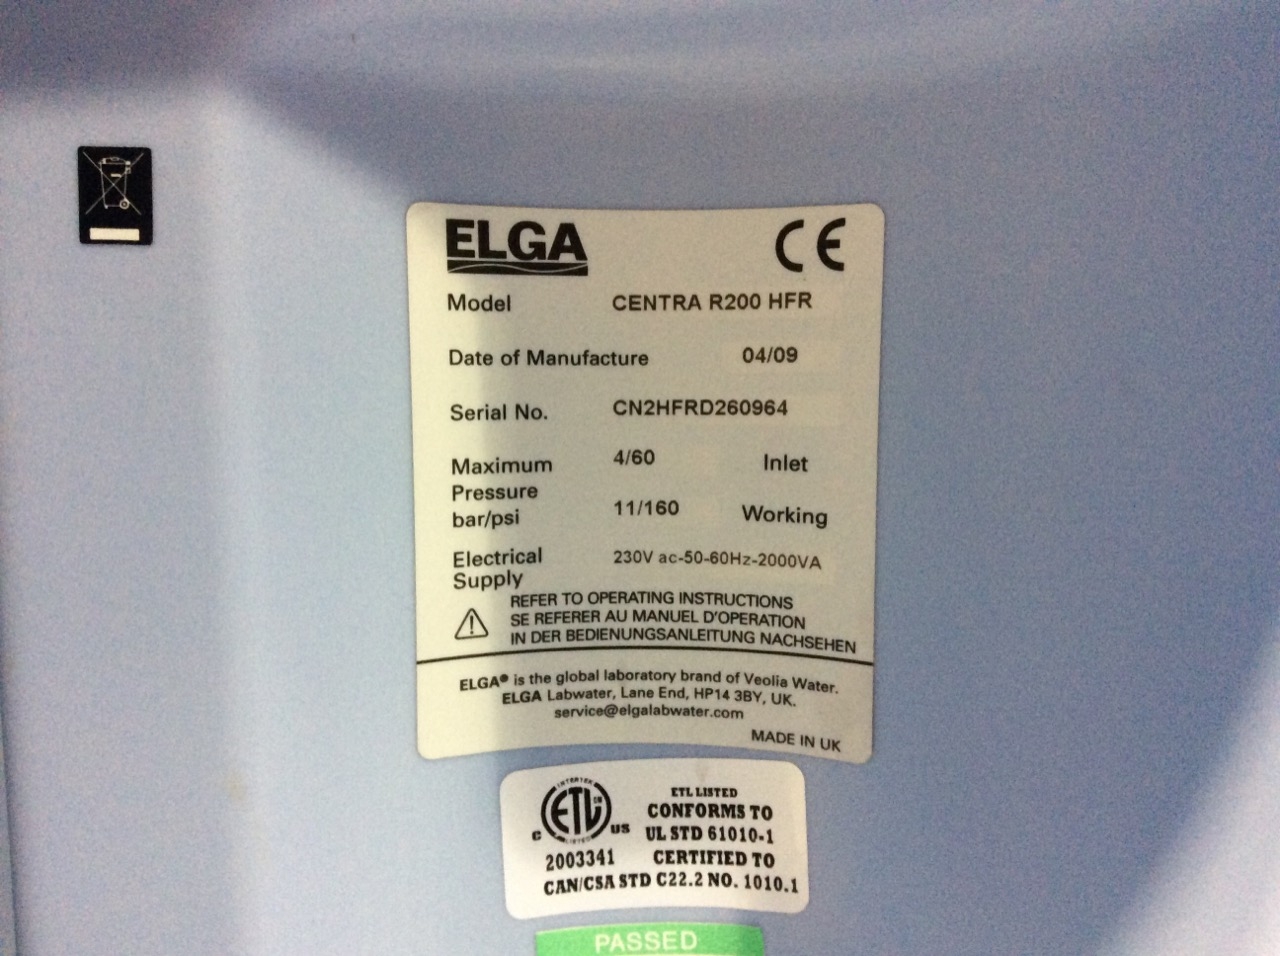 ELGA CE
Model CENTRA R200 HFR
Date of Manufacture 04/09
Serial No. CN2HFRD260964
Maximum 4/60 Inlet
Pressure
bar/psi 11/160 Working
Electrical 230V ac-50-60Hz-2000VA
Supply
REFER TO OPERATING INSTRUCTIONS
SE REFERER AU MANUEL D'OPERATION
IN DER BEDIENUNGSANLEITUNG NACHSEHEN
ELGA® is the global laboratory brand of Veolia Water.
ELGA Labwater, Lane End, HP14 3BY, UK.
service@elgalabwater.com
MADE IN UK
INTERTEK
ETL
LISTED
C US
ETL LISTED
CONFORMS TO
UL STD 61010-1
2003341 CERTIFIED TO
CAN/CSA STD C22.2 NO. 1010.1
PASSED